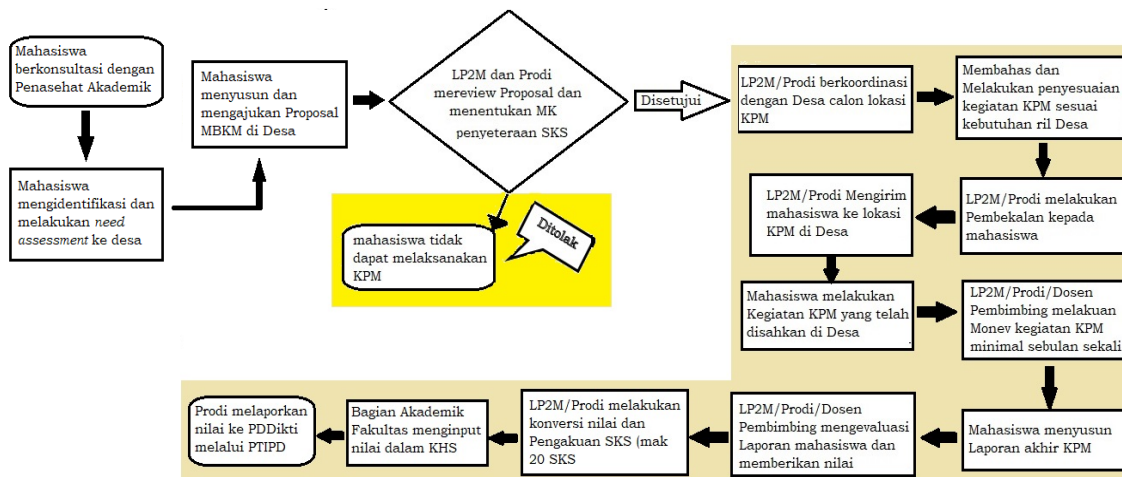 Mahasiswa
berkonsultasi dengan
Penasehat Akademik
Mahasiswa
mengidentifikasi dan
melakukan need
assessment ke desa
Mahasiswa
menyusun dan
mengajukan Proposal
MBKM di Desa
LP2M dan Prodi
mereview Proposal dan
menentukan MK
penyeteraan SKS
Ditolak
mahasiswa tidak
dapat melaksanakan
KPM
Disetujui
LP2M/Prodi berkoordinasi
dengan Desa calon lokasi
KPM
Membahas dan
Melakukan penyesuaian
kegiatan KPM sesuai
kebutuhan ril Desa
LP2M/Prodi melakukan
Pembekalan kepada
mahasiswa
LP2M/Prodi Mengirim
mahasiswa ke lokasi
KPM di Desa
Mahasiswa melakukan
Kegiatan KPM yang telah
disahkan di Desa
LP2M/Prodi/Dosen
Pembimbing melakuan
Monev kegiatan KPM
minimal sebulan sekali
Mahasiswa menyusun
Laporan akhir KPM
LP2M/Prodi/Dosen
Pembimbing mengevaluasi
Laporan mahasiswa dan
memberikan nilai
LP2M/Prodi melakukan
konversi nilai dan
Pengakuan SKS (mak
20 SKS
Bagian Akademik
Fakultas menginput
nilai dalam KHS
Prodi melaporkan
nilai ke PDDikti
melalui PTIPD